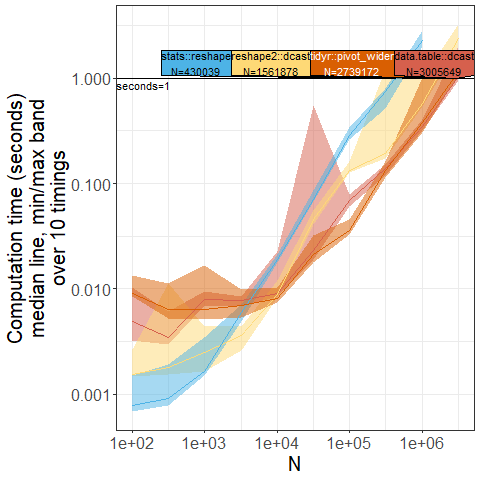 stats::reshape reshape2::dcast tidyr::pivot_wider data.table::dcast
N=430039 N=1561878 N=2739172 N=3005649
seconds=1
1.000
0.100
0.010
0.001
Computation time (seconds)
median line, min/max band
over 10 timings
1e+02 1e+03 1e+04 1e+05 1e+06
N